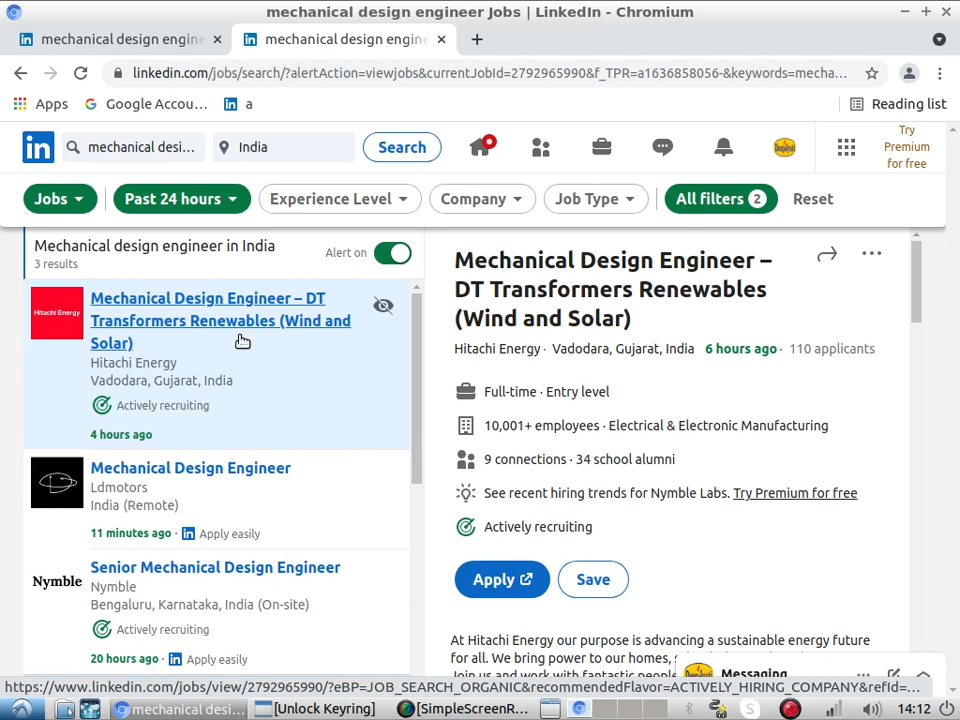 mechanical design engineer Jobs | LinkedIn - Chromium
mechanical design engine
mechanical design engine
linkedin.com/jobs/search/?alertAction=viewjobs&currentJobId=2792965990&f_TPR=a1636858056-&keywords=mecha...
Apps
Google Accou...
a
Reading list
in
mechanical desi...
India
Search
Try Premium for free
Jobs
Past 24 hours
Experience Level
Company
Job Type
All filters 2
Reset
Mechanical design engineer in India
3 results
Alert on
Hitachi Energy
Mechanical Design Engineer – DT
Transformers Renewables (Wind and
Solar)
Hitachi Energy
Vadodara, Gujarat, India
Actively recruiting
4 hours ago
Mechanical Design Engineer
Ldmotors
India (Remote)
11 minutes ago · in Apply easily
Nymble
Senior Mechanical Design Engineer
Nymble
Bengaluru, Karnataka, India (On-site)
Actively recruiting
20 hours ago · in Apply easily
Mechanical Design Engineer –
DT Transformers Renewables
(Wind and Solar)
Hitachi Energy · Vadodara, Gujarat, India 6 hours ago · 110 applicants
Full-time · Entry level
10,001+ employees · Electrical & Electronic Manufacturing
9 connections · 34 school alumni
See recent hiring trends for Nymble Labs. Try Premium for free
Actively recruiting
Apply
Save
At Hitachi Energy our purpose is advancing a sustainable energy future
for all. We bring power to our homes,
Join us and work with fantastic people
Messaging
https://www.linkedin.com/jobs/view/2792965990/?eBP=JOB_SEARCH_ORGANIC&recommendedFlavor=ACTIVELY_HIRING_COMPANY&refId=...
mechanical desi...
[Unlock Keyring]
[SimpleScreenR...
14:12